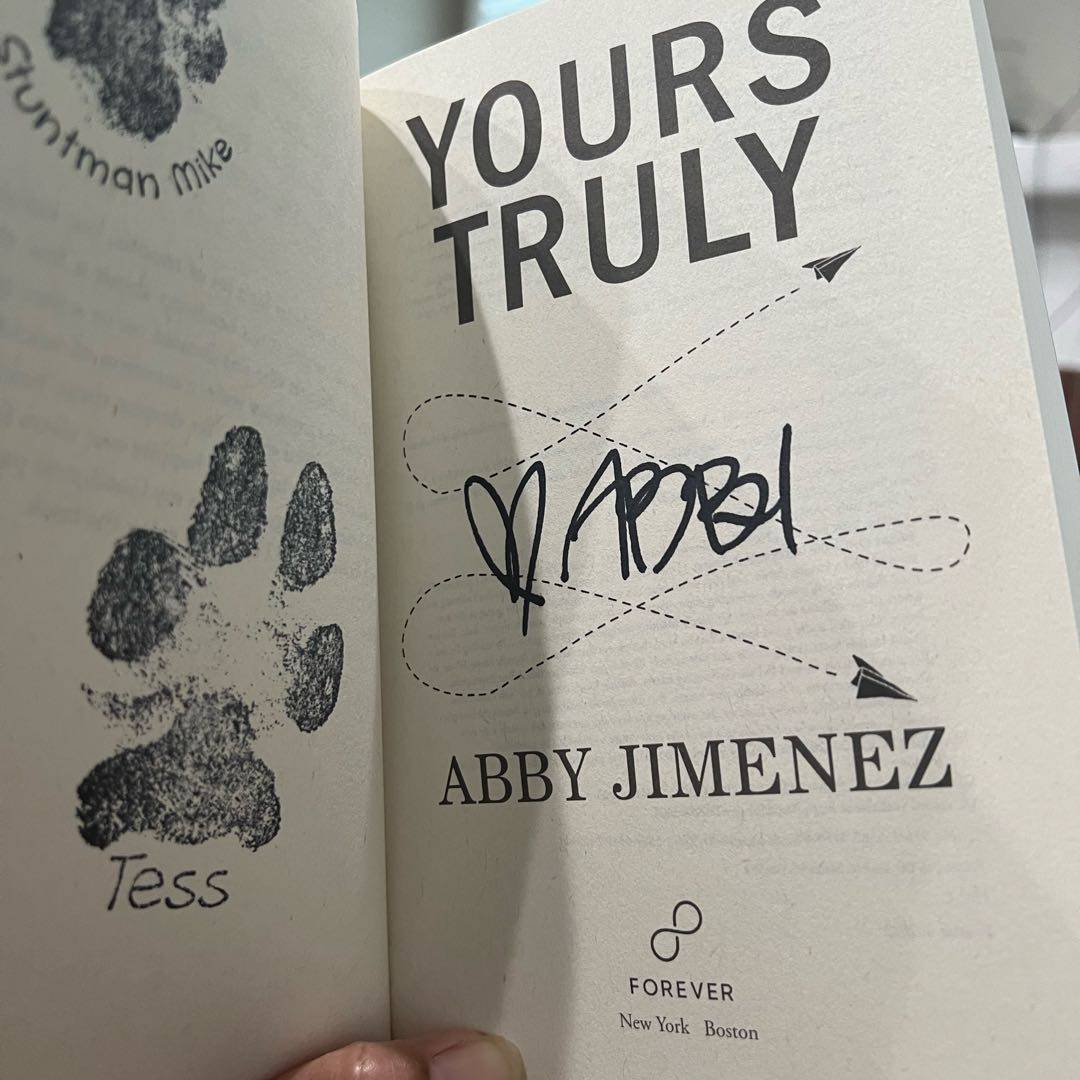 Stuntman Mike
Tess
YOURS
TRULY
♡ ABBY
ABBY JIMENEZ
FOREVER
New York Boston